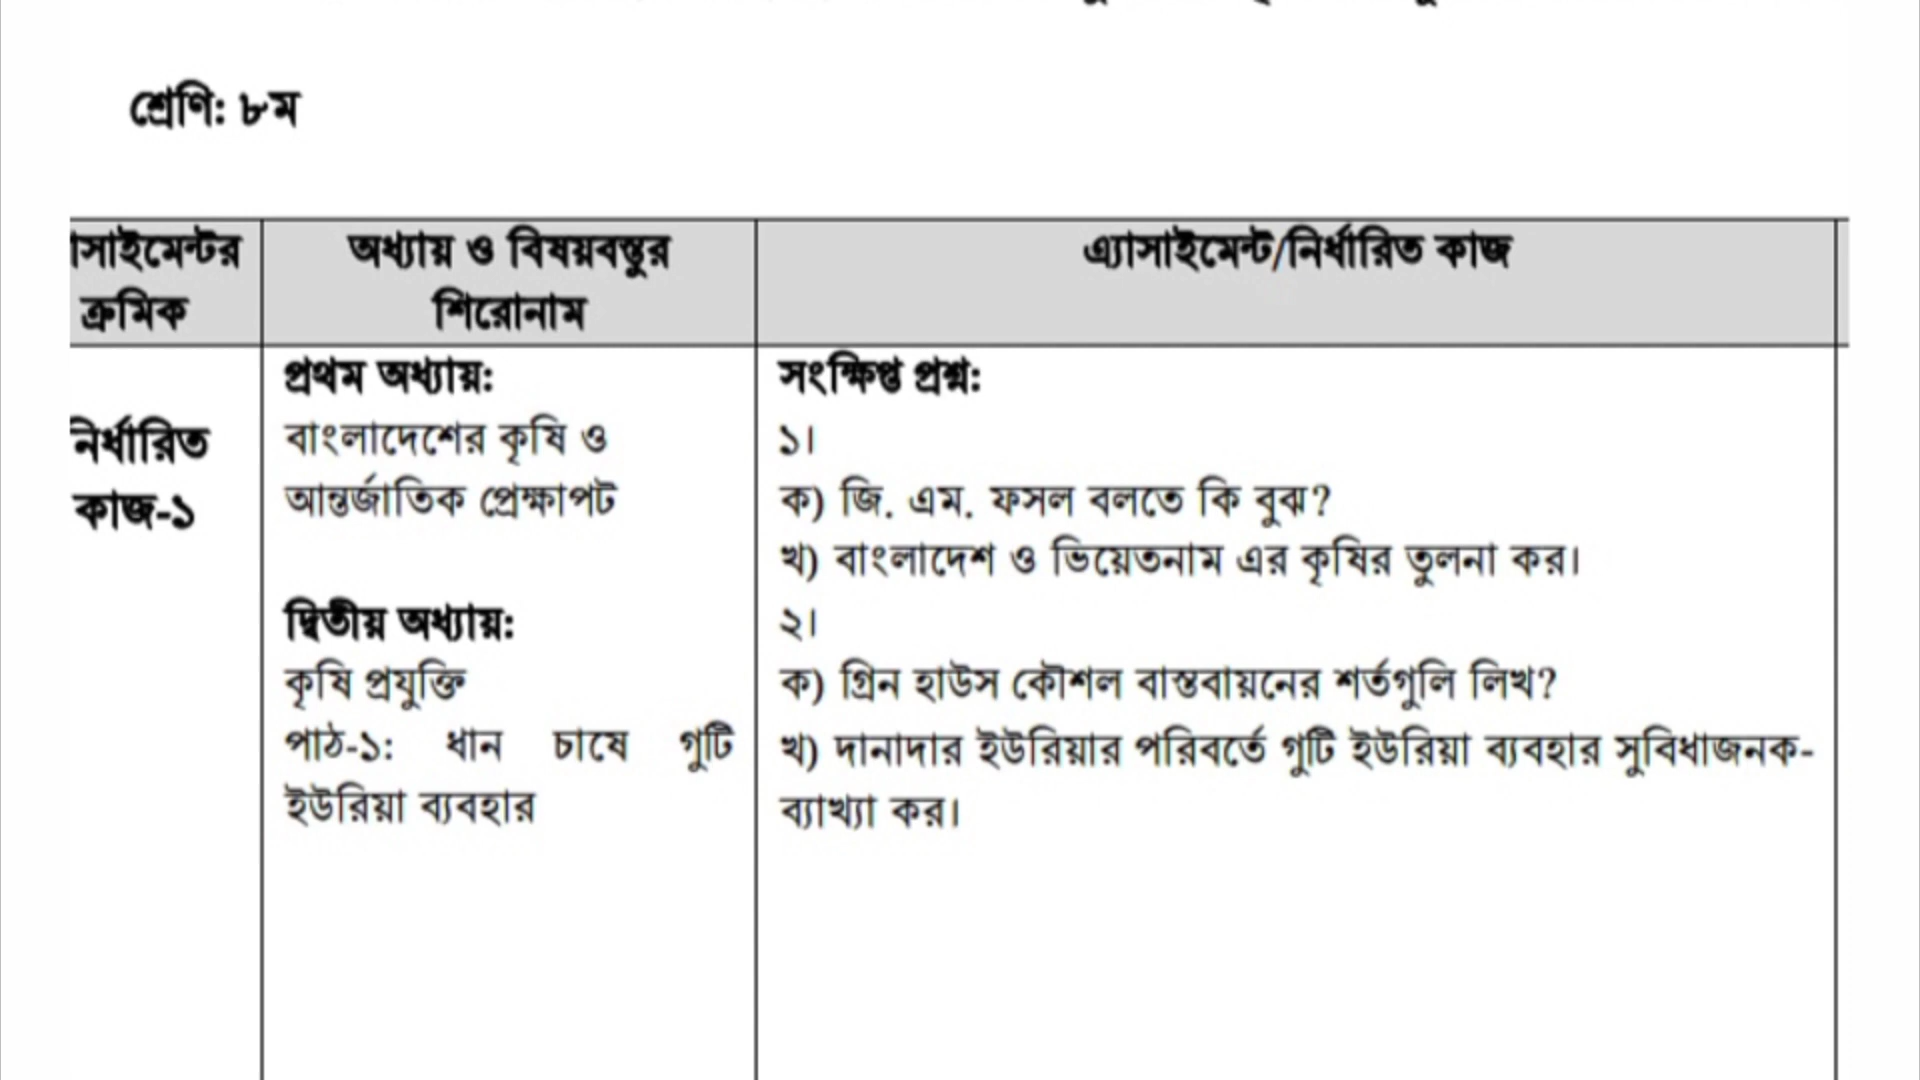 শ্রেণি: ৮ম
অধ্যায় ও বিষয়বস্তুর
শিরোনাম
এ্যাসাইমেন্ট/নির্ধারিত কাজ
াসাইমেন্টের
ক্রমিক
নির্ধারিত
কাজ-১
প্রথম অধ্যায়:
বাংলাদেশের কৃষি ও
আন্তর্জাতিক প্রেক্ষাপট
দ্বিতীয় অধ্যায়:
কৃষি প্রযুক্তি
পাঠ-১: ধান চাষে গুটি
ইউরিয়া ব্যবহার
সংক্ষিপ্ত প্রশ্ন:
১।
ক) জি. এম. ফসল বলতে কি বুঝ?
খ) বাংলাদেশ ও ভিয়েতনাম এর কৃষির তুলনা কর।
২।
ক) গ্রিন হাউস কৌশল বাস্তবায়নের শর্তগুলি লিখ?
খ) দানাদার ইউরিয়ার পরিবর্তে গুটি ইউরিয়া ব্যবহার সুবিধাজনক-
ব্যাখ্যা কর।